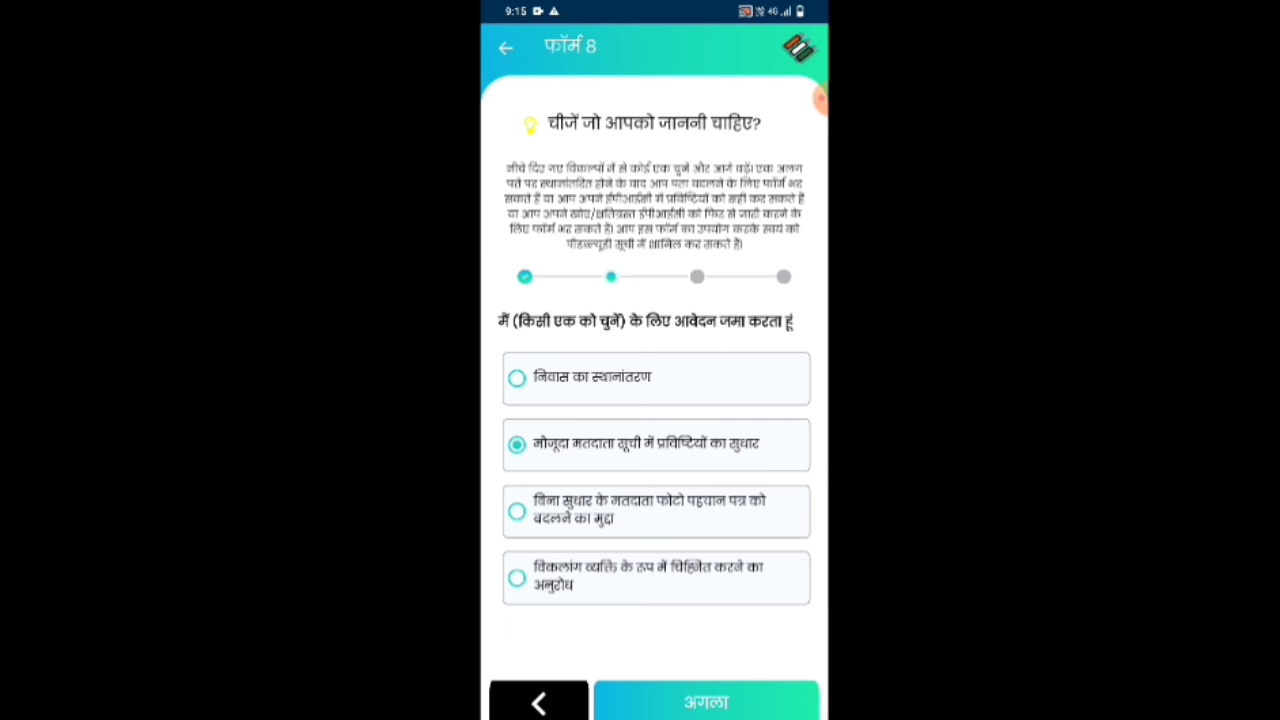 9:15
4G
फॉर्म 8
चीजें जो आपको जाननी चाहिए?
नीचे दिए गए विकल्पों में से कोई एक चुनें और आगे बढ़ें। एक अलग
पते पर स्थानांतरित होने के बाद आप पता बदलने के लिए फॉर्म भर
सकते हैं या आप अपने ईपीआईसी में प्रविष्टियों को सही कर सकते हैं
या आप अपने खोए/क्षतिग्रस्त ईपीआईसी को फिर से जारी करने के
लिए फॉर्म भर सकते हैं। आप इस फॉर्म का उपयोग करके स्वयं को
पीडब्ल्यूडी सूची में शामिल कर सकते हैं।
मैं (किसी एक को चुनें) के लिए आवेदन जमा करता हूं
निवास का स्थानांतरण
मौजूदा मतदाता सूची में प्रविष्टियों का सुधार
बिना सुधार के मतदाता फोटो पहचान पत्र को
बदलने का मुद्दा
विकलांग व्यक्ति के रूप में चिह्नित करने का
अनुरोध
अगला